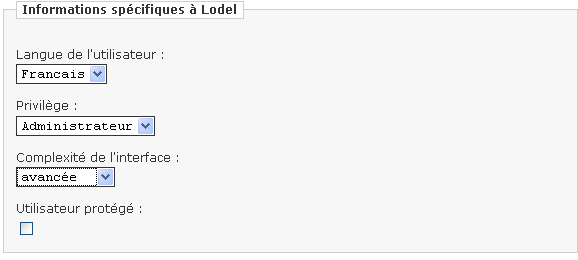 Informations spécifiques à Lodel
Langue de l'utilisateur :
Francais
Privilège :
Administrateur
Complexité de l'interface :
avancée
Utilisateur protégé :